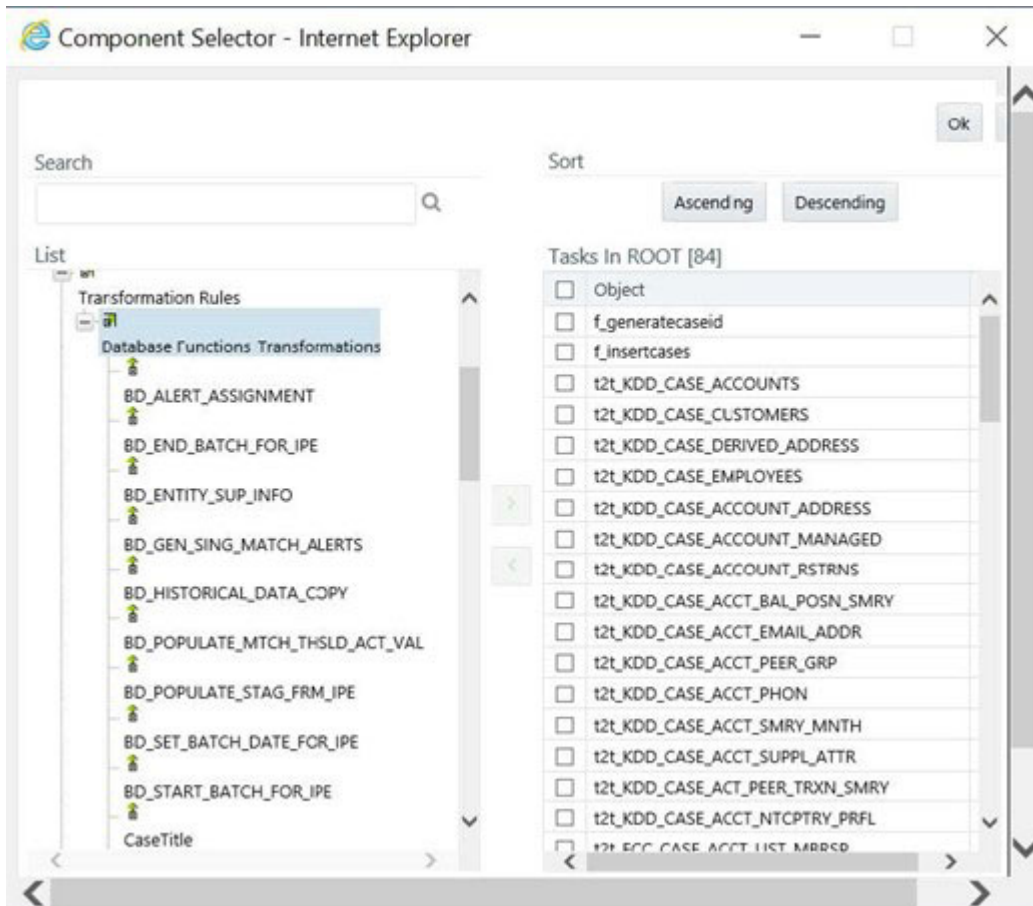 Component Selector - Internet Explorer
Ok
Search
Sort
Ascending
Descending
List
Tasks In ROOT [84]
Transformation Rules
Database Functions Transformations
BD_ALERT_ASSIGNMENT
BD_END_BATCH_FOR_IPE
BD_ENTITY_SUP_INFO
BD_GEN_SING_MATCH_ALERTS
BD_HISTORICAL_DATA_COPY
BD_POPULATE_MTCH_THSLD_ACT_VAL
BD_POPULATE_STAG_FRM_IPE
BD_SET_BATCH_DATE_FOR_IPE
BD_START_BATCH_FOR_IPE
CaseTitle
Object
f_generatecaseid
f_insertcases
t2t_KDD_CASE_ACCOUNTS
t2t_KDD_CASE_CUSTOMERS
t2t_KDD_CASE_DERIVED_ADDRESS
t2t_KDD_CASE_EMPLOYEES
t2t_KDD_CASE_ACCOUNT_ADDRESS
t2t_KDD_CASE_ACCOUNT_MANAGED
t2t_KDD_CASE_ACCOUNT_RSTRNS
t2t_KDD_CASE_ACCT_BAL_POSN_SMRY
t2t_KDD_CASE_ACCT_EMAIL_ADDR
t2t_KDD_CASE_ACCT_PEER_GRP
t2t_KDD_CASE_ACCT_PHON
t2t_KDD_CASE_ACCT_SMRY_MNTH
t2t_KDD_CASE_ACCT_SUPPL_ATTR
t2t_KDD_CASE_ACT_PEER_TRXN_SMRY
t2t_KDD_CASE_ACCT_NTCPTRY_PRFL
t2t_FCC_CASE_ACCT_LIST_MBRSP